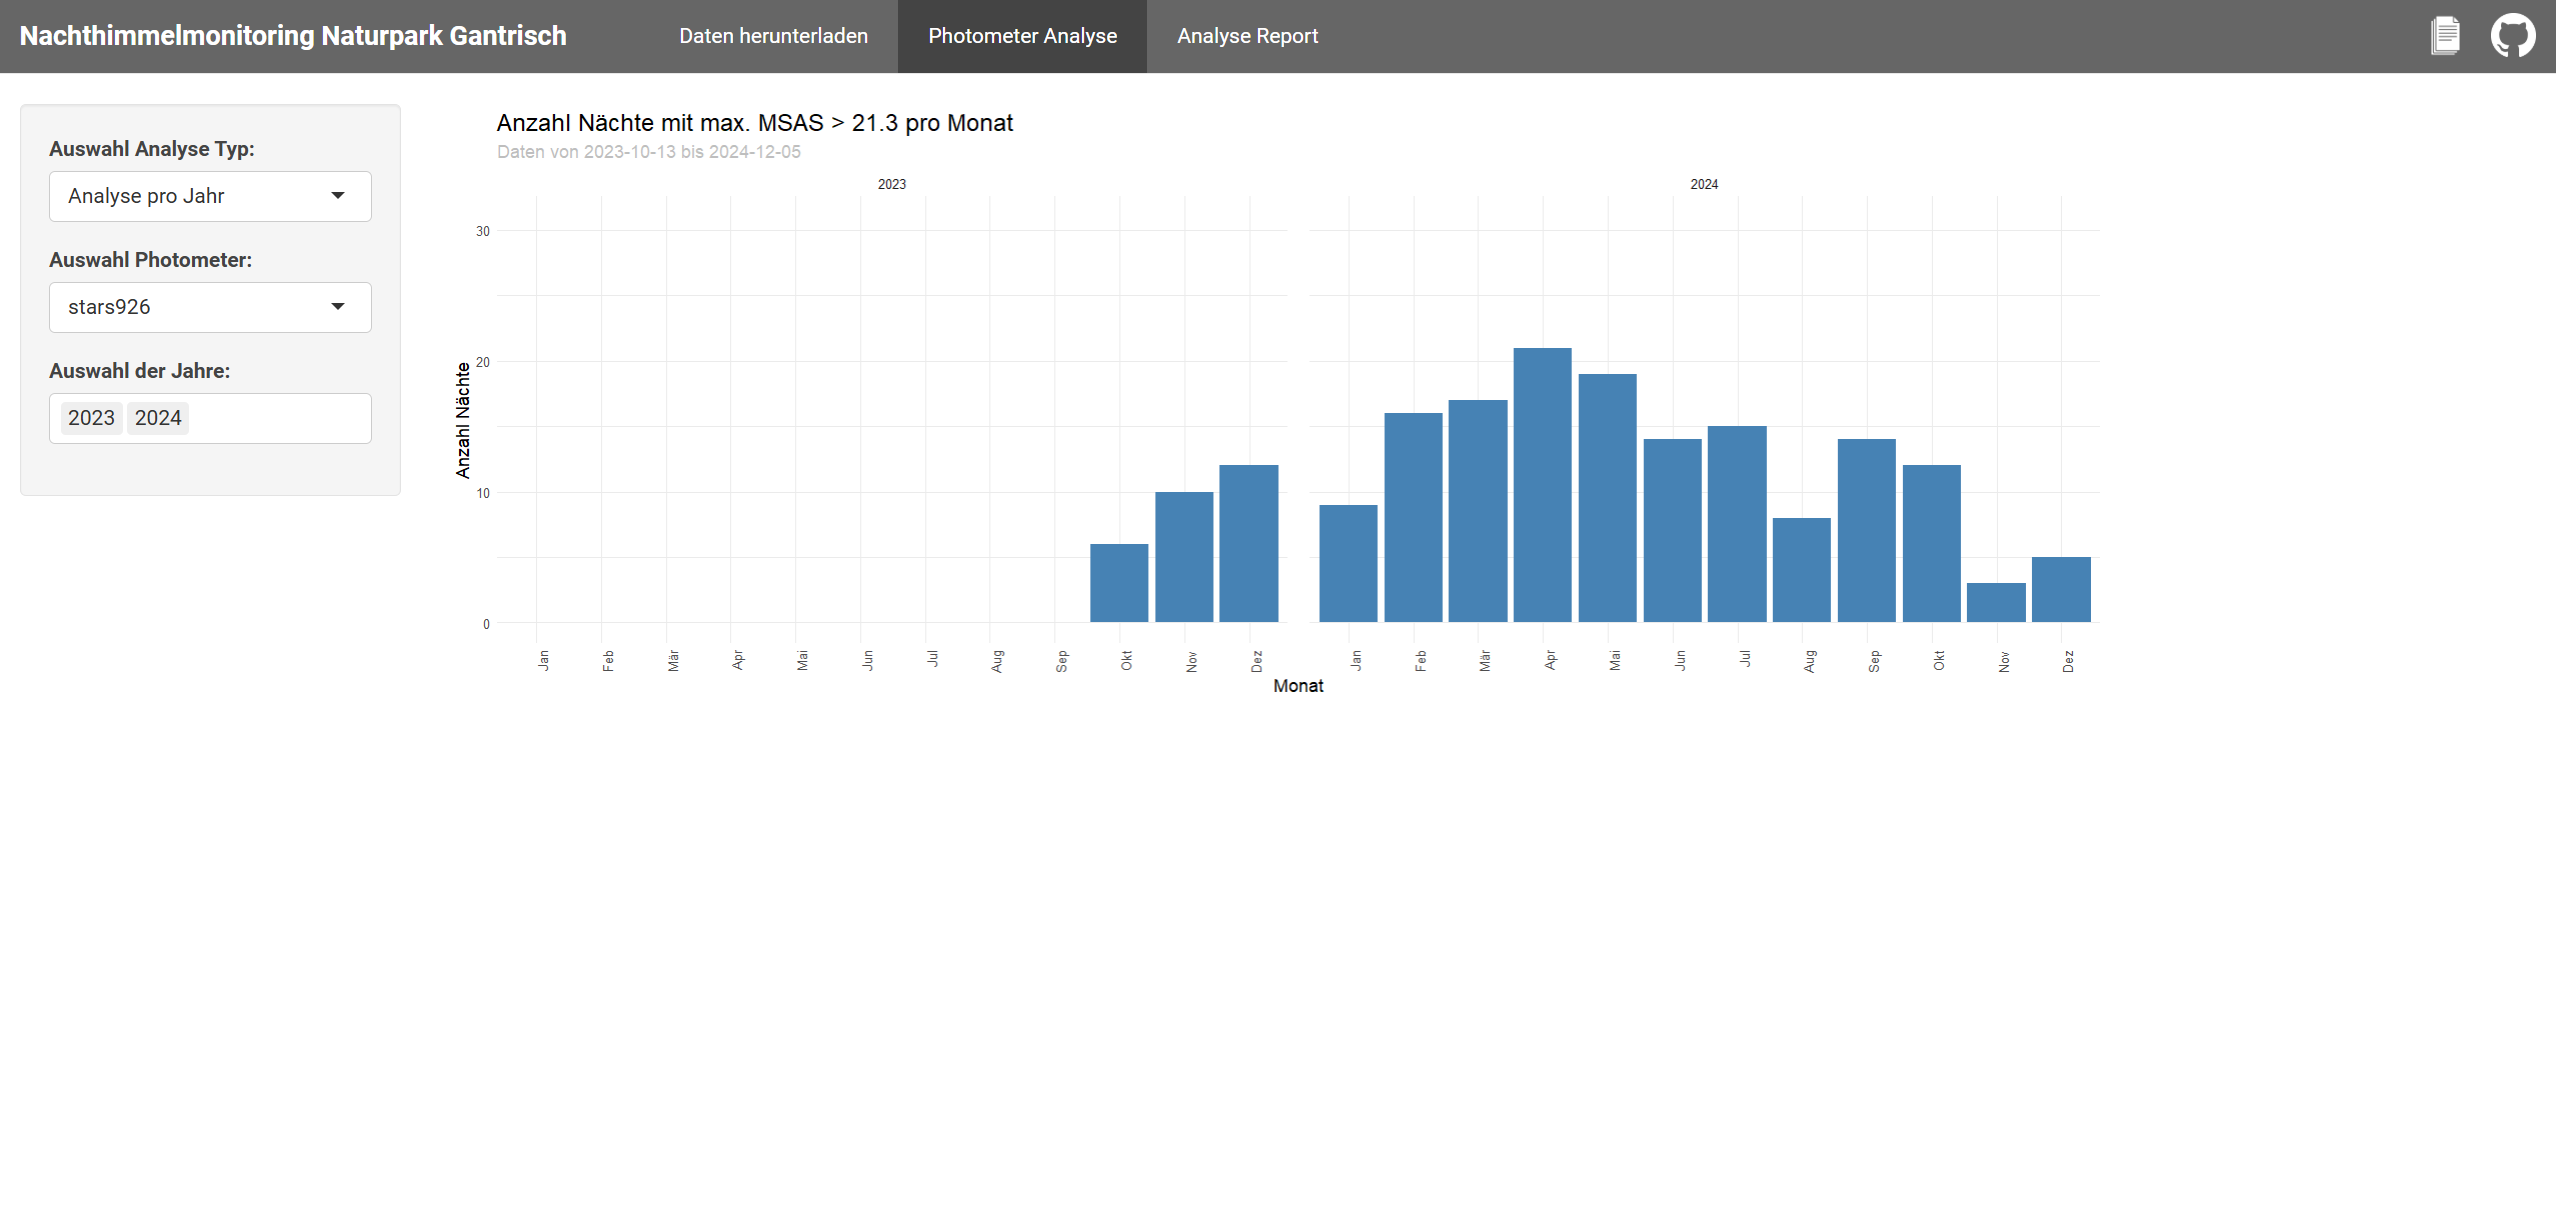 Nachthimmelmonitoring Naturpark Gantrisch
Daten herunterladen
Photometer Analyse
Analyse Report
Auswahl Analyse Typ:
Analyse pro Jahr
Auswahl Photometer:
stars926
Auswahl der Jahre:
2023 2024
Anzahl Nächte mit max. MSAS > 21.3 pro Monat
Daten von 2023-10-13 bis 2024-12-05
2023
2024
Anzahl Nächte
30
20
10
0
Jan Feb Mär Apr Mai Jun Jul Aug Sep Okt Nov Dez
Jan Feb Mär Apr Mai Jun Jul Aug Sep Okt Nov Dez
Monat